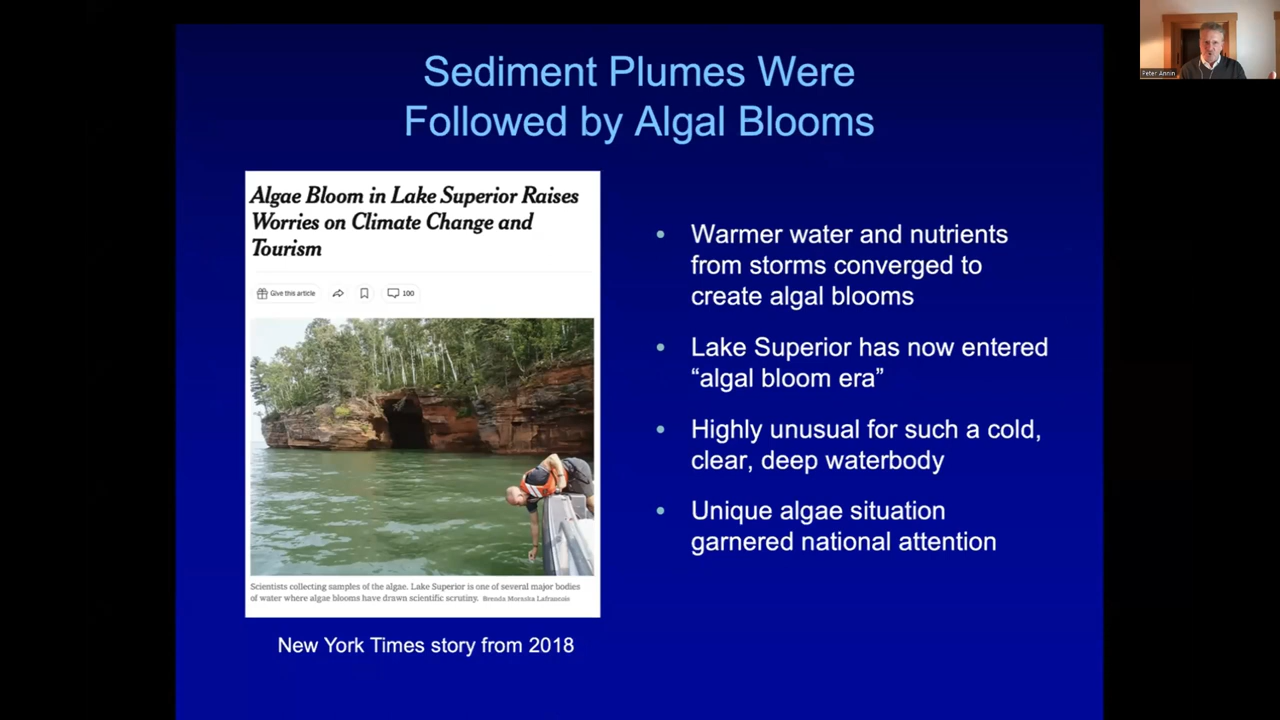 Sediment Plumes Were
Followed by Algal Blooms
Algae Bloom in Lake Superior Raises
Worries on Climate Change and
Tourism
Give this article
100
Scientists collecting samples of the algae. Lake Superior is one of several major bodies
of water where algae blooms have drawn scientific scrutiny. Brenda Moraska Lafrancois
New York Times story from 2018
• Warmer water and nutrients
from storms converged to
create algal blooms
• Lake Superior has now entered
“algal bloom era”
• Highly unusual for such a cold,
clear, deep waterbody
• Unique algae situation
garnered national attention
Peter Annin